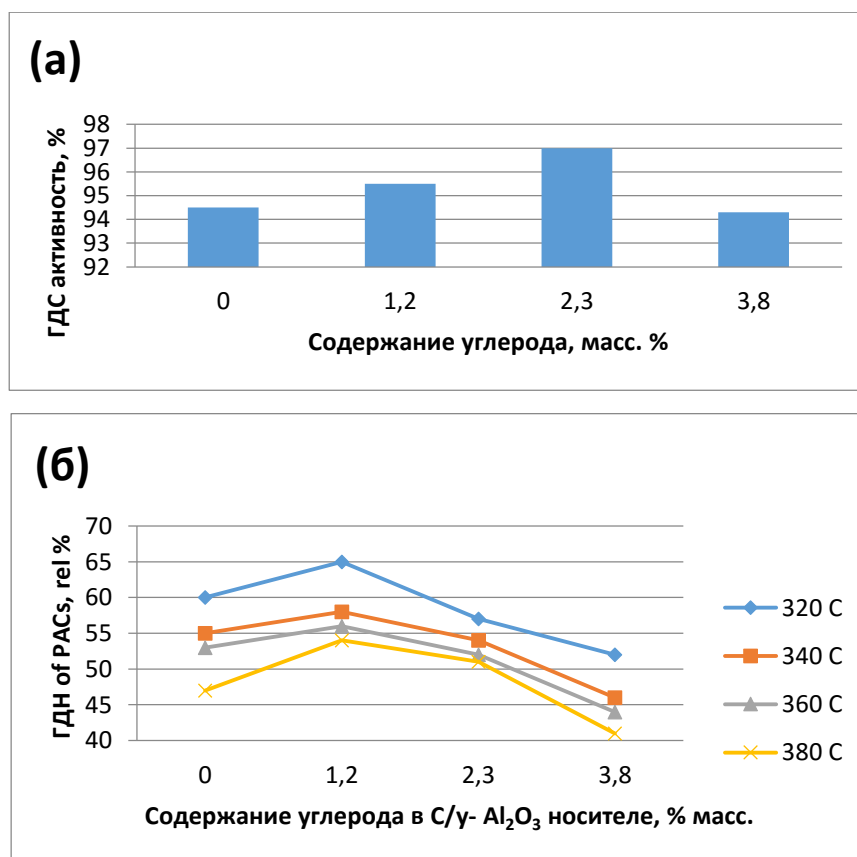 (а)
ГДС активность, %
98
97
96
95
94
93
92
0 1,2 2,3 3,8
Содержание углерода, масс. %
(б)
ГДН of PACs, rel %
70
65
60
55
50
45
40
0 1,2 2,3 3,8
Содержание углерода в C/γ- Al₂O₃ носителе, % масс.
320 C
340 C
360 C
380 C